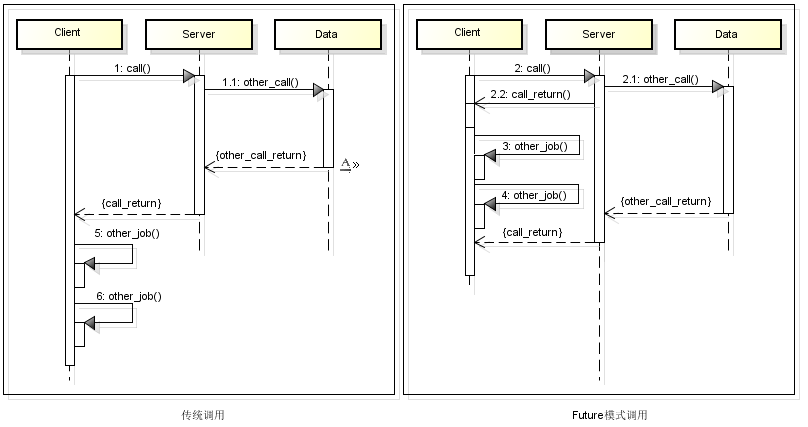 Client
Server
Data
1: call()
1.1: other_call()
{other_call_return}
A »
{call_return}
5: other_job()
6: other_job()
传统调用
Client
Server
Data
2: call()
2.1: other_call()
2.2: call_return()
3: other_job()
4: other_job()
{other_call_return}
{call_return}
Future模式调用